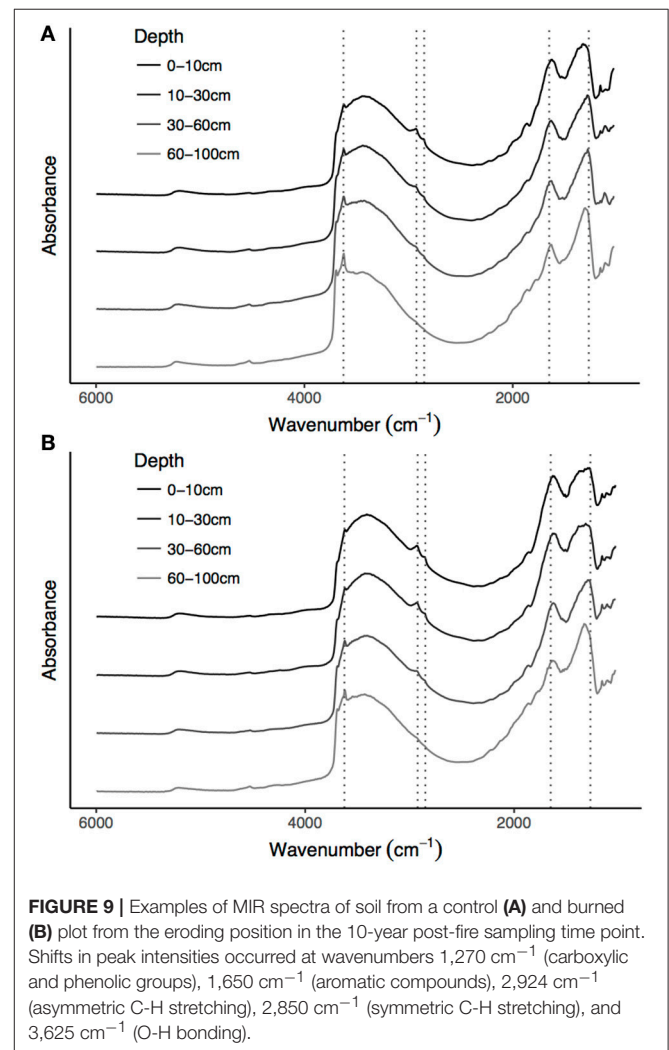 A
Depth
0–10cm
10–30cm
30–60cm
60–100cm
Absorbance
6000
4000
2000
Wavenumber (cm⁻¹)
B
Depth
0–10cm
10–30cm
30–60cm
60–100cm
Absorbance
6000
4000
2000
Wavenumber (cm⁻¹)
FIGURE 9 | Examples of MIR spectra of soil from a control (A) and burned
(B) plot from the eroding position in the 10-year post-fire sampling time point.
Shifts in peak intensities occurred at wavenumbers 1,270 cm⁻¹ (carboxylic
and phenolic groups), 1,650 cm⁻¹ (aromatic compounds), 2,924 cm⁻¹
(asymmetric C-H stretching), 2,850 cm⁻¹ (symmetric C-H stretching), and
3,625 cm⁻¹ (O-H bonding).